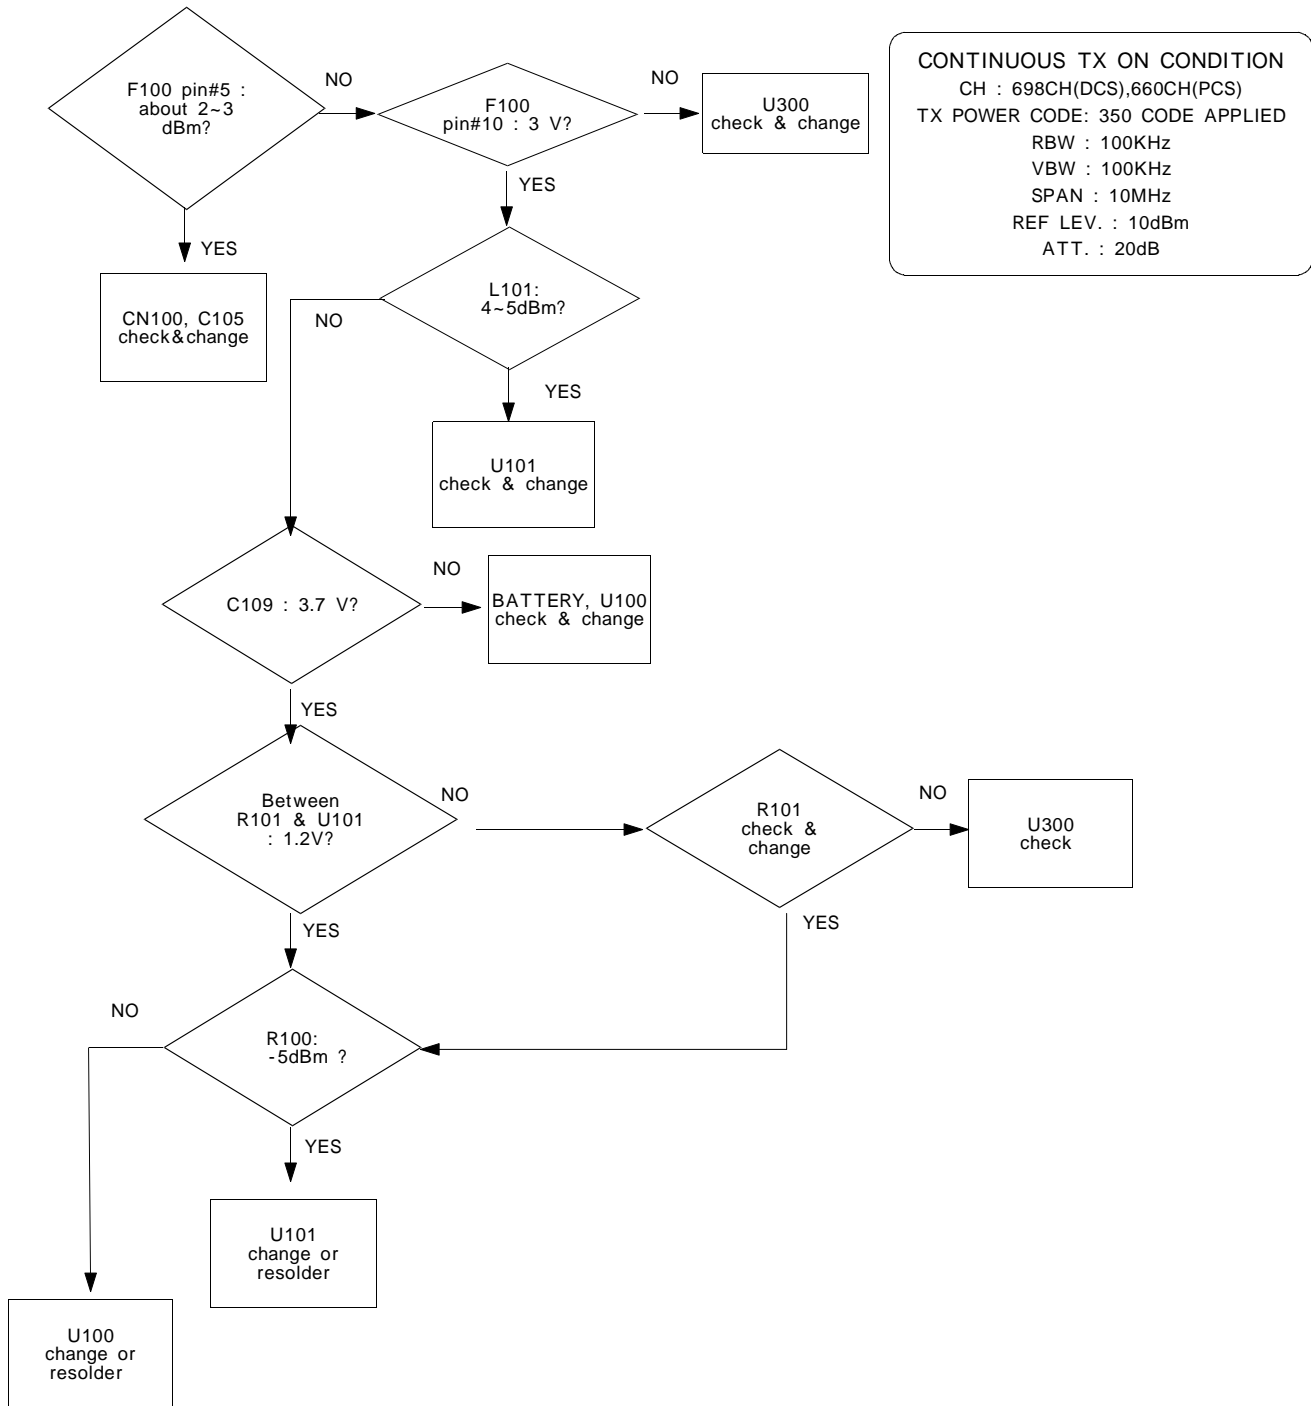 F100 pin#5 :
about 2~3
dBm?
NO
F100
pin#10 : 3 V?
NO
U300
check & change
CONTINUOUS TX ON CONDITION
CH : 698CH(DCS),660CH(PCS)
TX POWER CODE: 350 CODE APPLIED
RBW : 100KHz
VBW : 100KHz
SPAN : 10MHz
REF LEV. : 10dBm
ATT. : 20dB
YES
YES
CN100, C105
check&change
L101:
4~5dBm?
NO
YES
U101
check & change
C109 : 3.7 V?
NO
BATTERY, U100
check & change
YES
Between
R101 & U101
: 1.2V?
NO
R101
check &
change
NO
U300
check
YES
YES
R100:
-5dBm ?
NO
YES
U101
change or
resolder
U100
change or
resolder